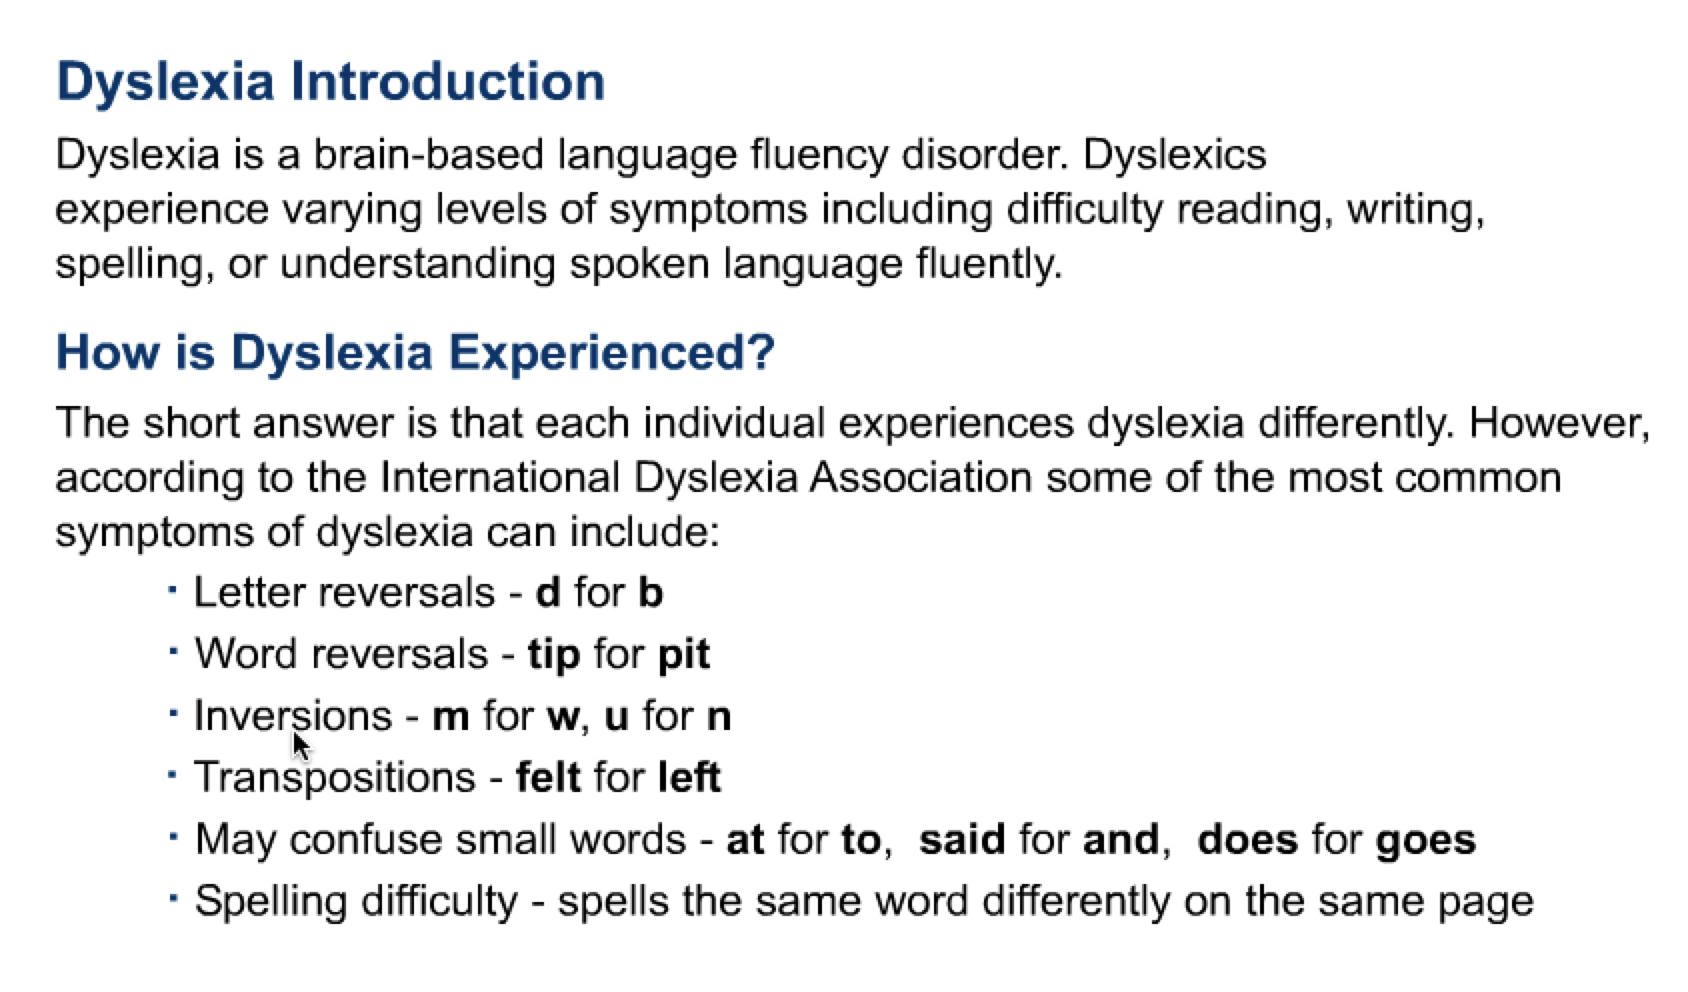 Dyslexia Introduction
Dyslexia is a brain-based language fluency disorder. Dyslexics
experience varying levels of symptoms including difficulty reading, writing,
spelling, or understanding spoken language fluently.
How is Dyslexia Experienced?
The short answer is that each individual experiences dyslexia differently. However,
according to the International Dyslexia Association some of the most common
symptoms of dyslexia can include:
· Letter reversals - d for b
· Word reversals - tip for pit
· Inversions - m for w, u for n
· Transpositions - felt for left
· May confuse small words - at for to,  said for and,  does for goes
· Spelling difficulty - spells the same word differently on the same page